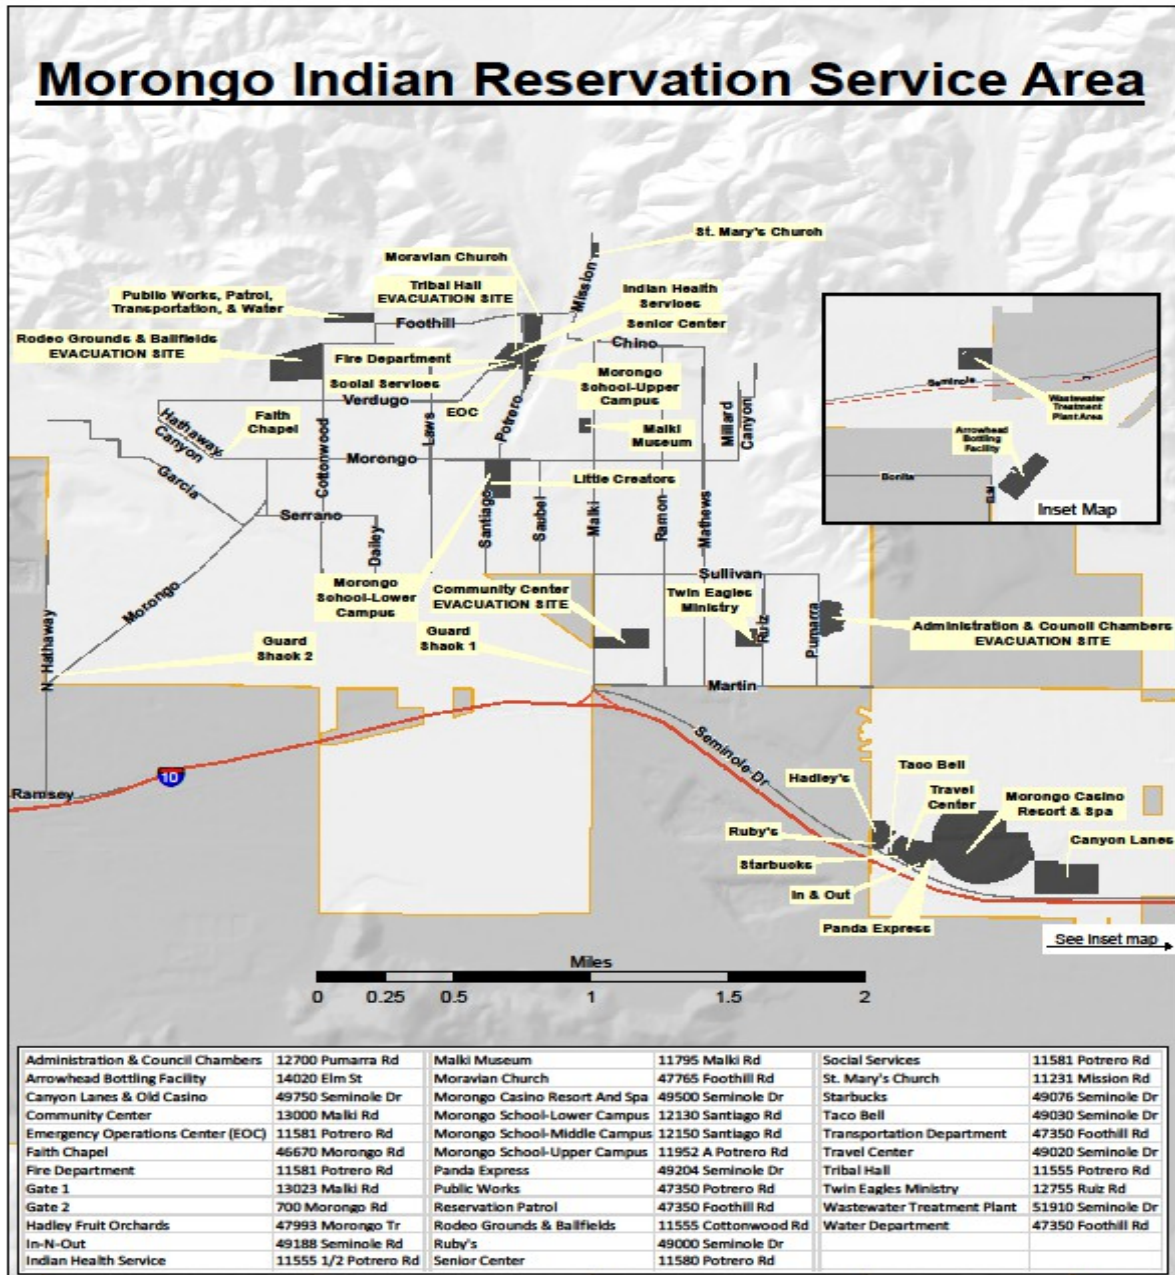 Morongo Indian Reservation Service Area
St. Mary's Church
Moravian Church
Tribal Hall
EVACUATION SITE
Mission
Indian Health
Services
Public Works, Patrol,
Transportation, & Water
Foothill
Senior Center
Rodeo Grounds & Ballfields
EVACUATION SITE
Chino
Fire Department
Social Services
Morongo
School-Upper
Campus
Verdugo
EOC
Potrero
Laws
Cottonwood
Hathaway
Canyon
Faith
Chapel
Malki
Museum
Millard
Canyon
Morongo
Garcia
Little Creators
Serrano
Dailey
Santiago
Saubel
Malki
Ramon
Mathews
Seminole
Wastewater
Treatment
Plant Area
Arrowhead
Bottling
Facility
Bonita
Elm
Inset Map
Sullivan
Morongo
Morongo
School-Lower
Campus
Community Center
EVACUATION SITE
Twin Eagles
Ministry
Ruiz
Pumarra
Administration & Council Chambers
EVACUATION SITE
N Hathaway
Guard
Shack 2
Guard
Shack 1
Martin
Seminole Dr
10
Ramsey
Hadley's
Taco Bell
Travel
Center
Morongo Casino
Resort & Spa
Ruby's
Canyon Lanes
Starbucks
In & Out
Panda Express
See Inset map
Miles
0 0.25 0.5 1 1.5 2
Administration & Council Chambers 12700 Pumarra Rd Malki Museum 11795 Malki Rd Social Services 11581 Potrero Rd
Arrowhead Bottling Facility 14020 Elm St Moravian Church 47765 Foothill Rd St. Mary's Church 11231 Mission Rd
Canyon Lanes & Old Casino 49750 Seminole Dr Morongo Casino Resort And Spa 49500 Seminole Dr Starbucks 49076 Seminole Dr
Community Center 13000 Malki Rd Morongo School-Lower Campus 12130 Santiago Rd Taco Bell 49030 Seminole Dr
Emergency Operations Center (EOC) 11581 Potrero Rd Morongo School-Middle Campus 12150 Santiago Rd Transportation Department 47350 Foothill Rd
Faith Chapel 46670 Morongo Rd Morongo School-Upper Campus 11952 A Potrero Rd Travel Center 49020 Seminole Dr
Fire Department 11581 Potrero Rd Panda Express 49204 Seminole Dr Tribal Hall 11555 Potrero Rd
Gate 1 13023 Malki Rd Public Works 47350 Potrero Rd Twin Eagles Ministry 12755 Ruiz Rd
Gate 2 700 Morongo Rd Reservation Patrol 47350 Foothill Rd Wastewater Treatment Plant 51910 Seminole Dr
Hadley Fruit Orchards 47993 Morongo Tr Rodeo Grounds & Ballfields 11555 Cottonwood Rd Water Department 47350 Foothill Rd
In-N-Out 49188 Seminole Rd Ruby's 49000 Seminole Dr
Indian Health Service 11555 1/2 Potrero Rd Senior Center 11580 Potrero Rd